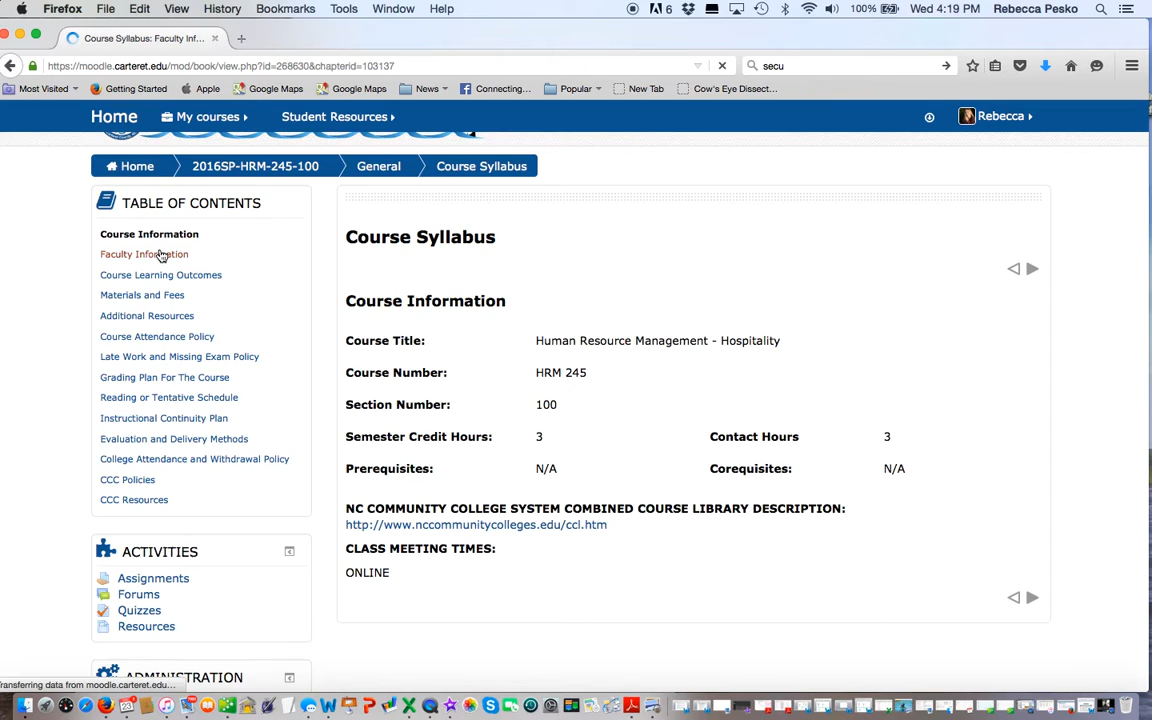 Firefox File Edit View History Bookmarks Tools Window Help 6 100% Wed 4:19 PM Rebecca Pesko
Course Syllabus: Faculty Inf...
https://moodle.carteret.edu/mod/book/view.php?id=268630&chapterid=103137 secu
Most Visited Getting Started Apple Google Maps Google Maps News Connecting... Popular New Tab Cow's Eye Dissect...
Home My courses Student Resources Rebecca
Home 2016SP-HRM-245-100 General Course Syllabus
TABLE OF CONTENTS
Course Information
Faculty Information
Course Learning Outcomes
Materials and Fees
Additional Resources
Course Attendance Policy
Late Work and Missing Exam Policy
Grading Plan For The Course
Reading or Tentative Schedule
Instructional Continuity Plan
Evaluation and Delivery Methods
College Attendance and Withdrawal Policy
CCC Policies
CCC Resources
ACTIVITIES
Assignments
Forums
Quizzes
Resources
ADMINISTRATION
Course Syllabus
Course Information
Course Title: Human Resource Management - Hospitality
Course Number: HRM 245
Section Number: 100
Semester Credit Hours: 3 Contact Hours 3
Prerequisites: N/A Corequisites: N/A
NC COMMUNITY COLLEGE SYSTEM COMBINED COURSE LIBRARY DESCRIPTION:
http://www.nccommunitycolleges.edu/ccl.htm
CLASS MEETING TIMES:
ONLINE
Transferring data from moodle.carteret.edu...